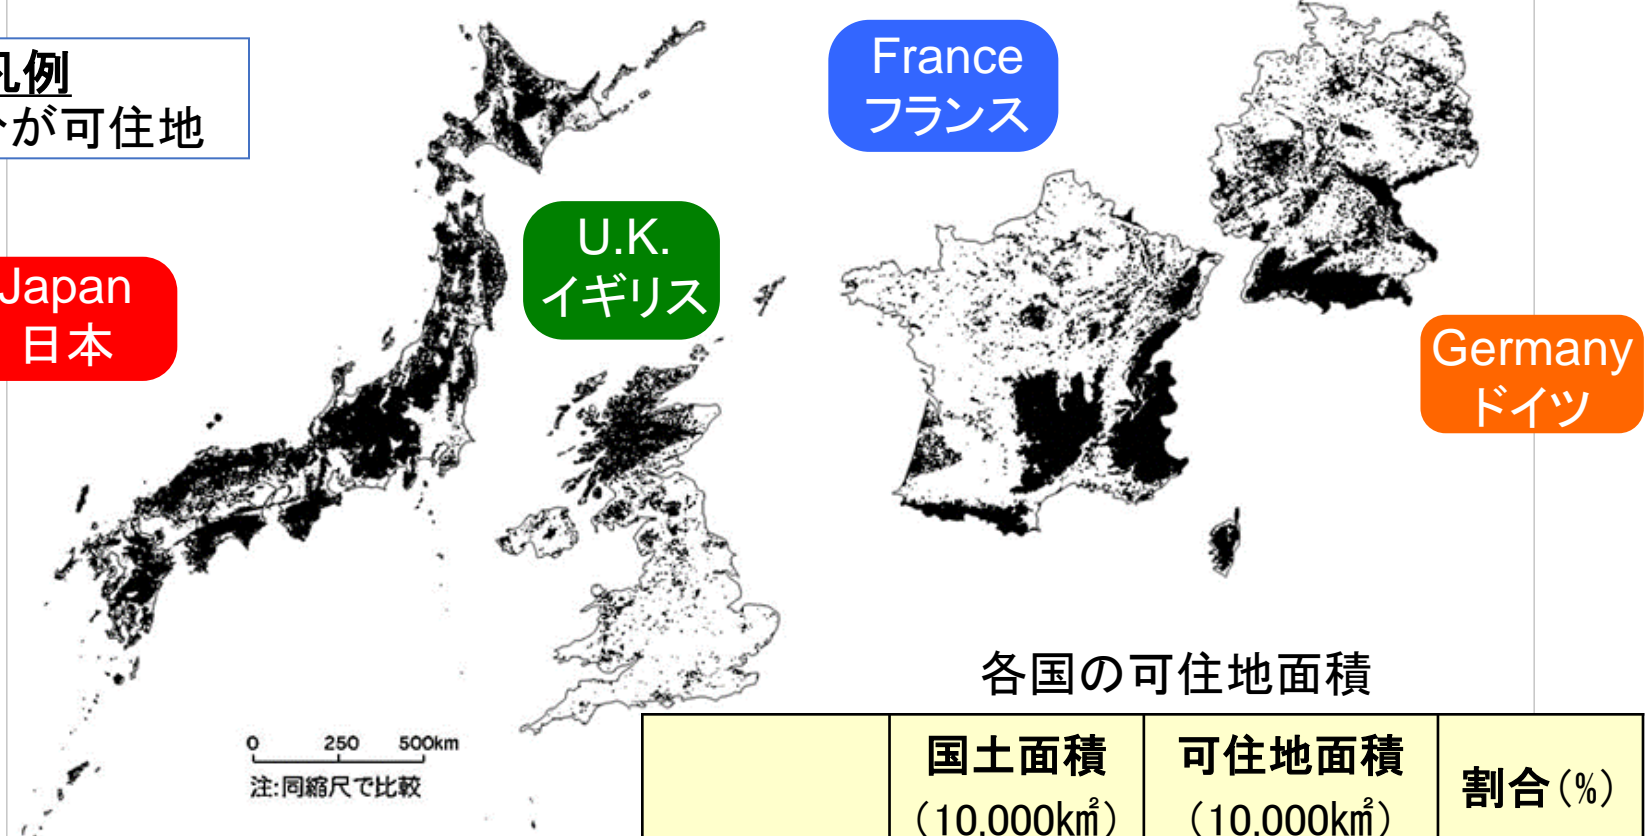 凡例
が可住地
France
フランス
U.K.
イギリス
Japan
日本
Germany
ドイツ
0 250 500km
注:同縮尺で比較
各国の可住地面積
国土面積
(10,000㎢)
可住地面積
(10,000㎢)
割合(%)